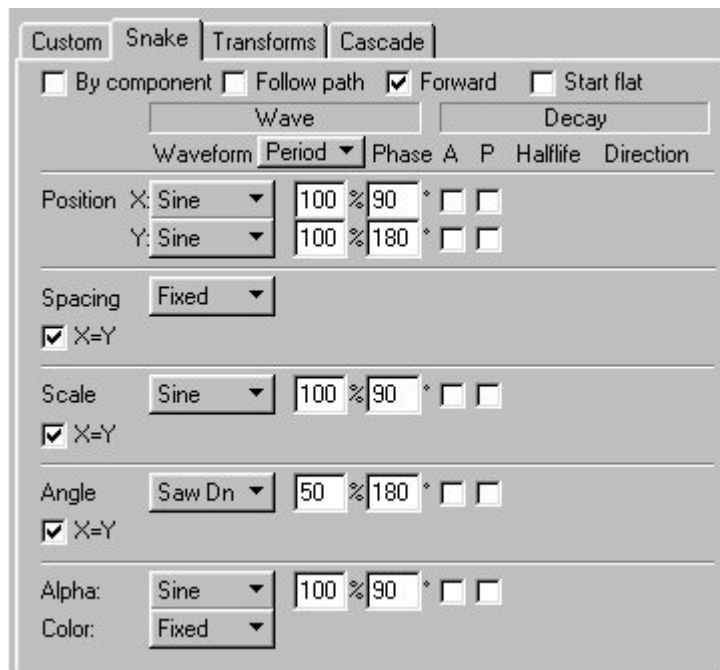 Custom Snake Transforms Cascade
By component Follow path Forward Start flat
Wave Decay
Waveform Period Phase A P Halflife Direction
Position X: Sine 100 % 90 °
Y: Sine 100 % 180 °
Spacing Fixed
X=Y
Scale Sine 100 % 90 °
X=Y
Angle Saw Dn 50 % 180 °
X=Y
Alpha: Sine 100 % 90 °
Color: Fixed